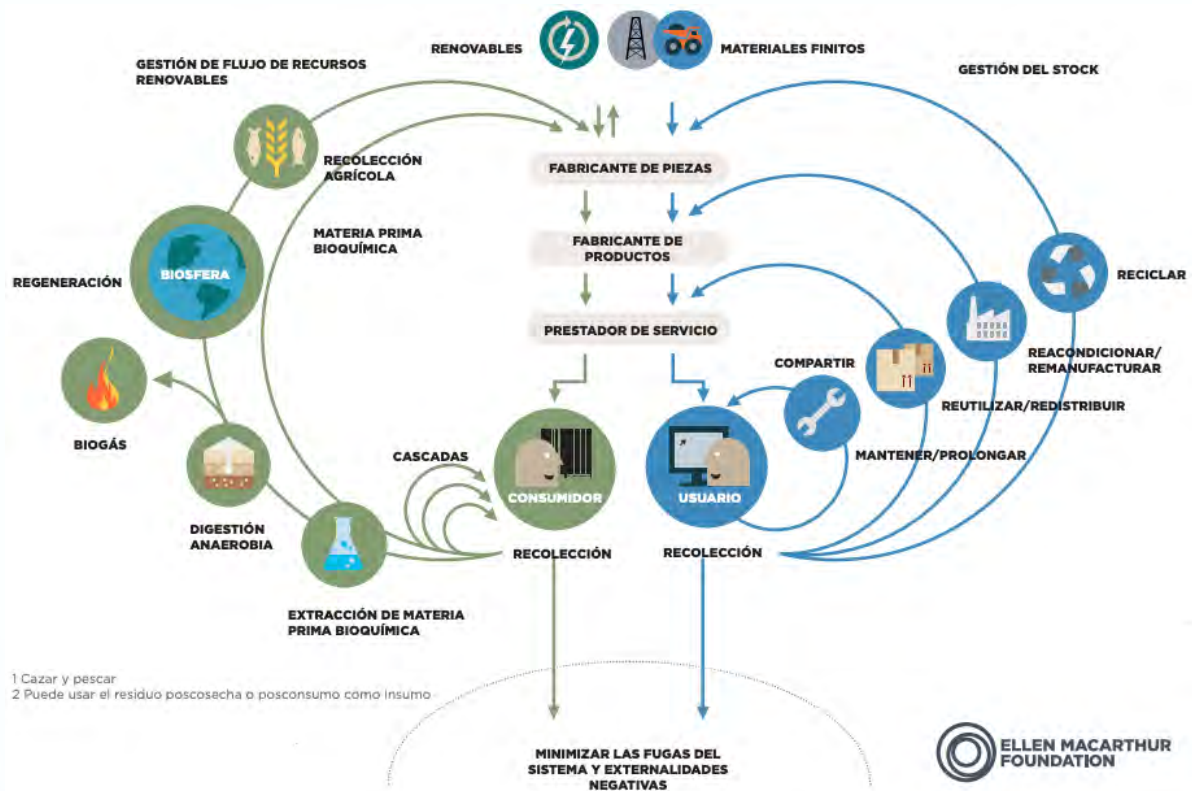 RENOVABLES
MATERIALES FINITOS
GESTIÓN DE FLUJO DE RECURSOS
RENOVABLES
GESTIÓN DEL STOCK
RECOLECCIÓN
AGRÍCOLA
FABRICANTE DE PIEZAS
MATERIA PRIMA
BIOQUÍMICA
FABRICANTE DE
PRODUCTOS
REGENERACIÓN
BIOSFERA
RECICLAR
PRESTADOR DE SERVICIO
REACONDICIONAR/
REMANUFACTURAR
COMPARTIR
REUTILIZAR/REDISTRIBUIR
BIOGÁS
CASCADAS
MANTENER/PROLONGAR
CONSUMIDOR
USUARIO
DIGESTIÓN
ANAEROBIA
RECOLECCIÓN
RECOLECCIÓN
EXTRACCIÓN DE MATERIA
PRIMA BIOQUÍMICA
1 Cazar y pescar
2 Puede usar el residuo poscosecha o posconsumo como insumo
MINIMIZAR LAS FUGAS DEL
SISTEMA Y EXTERNALIDADES
NEGATIVAS
ELLEN MACARTHUR
FOUNDATION